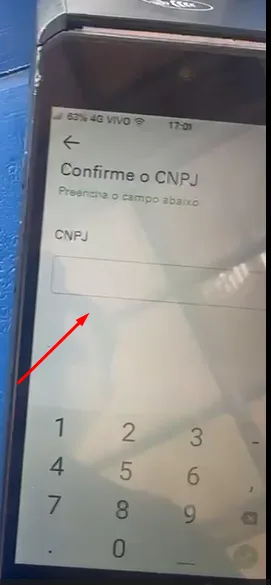 63% 4G VIVO 17:01
Confirme o CNPJ
Preencha o campo abaixo
CNPJ
1 2 3 -
4 5 6 ,
7 8 9
. 0 _